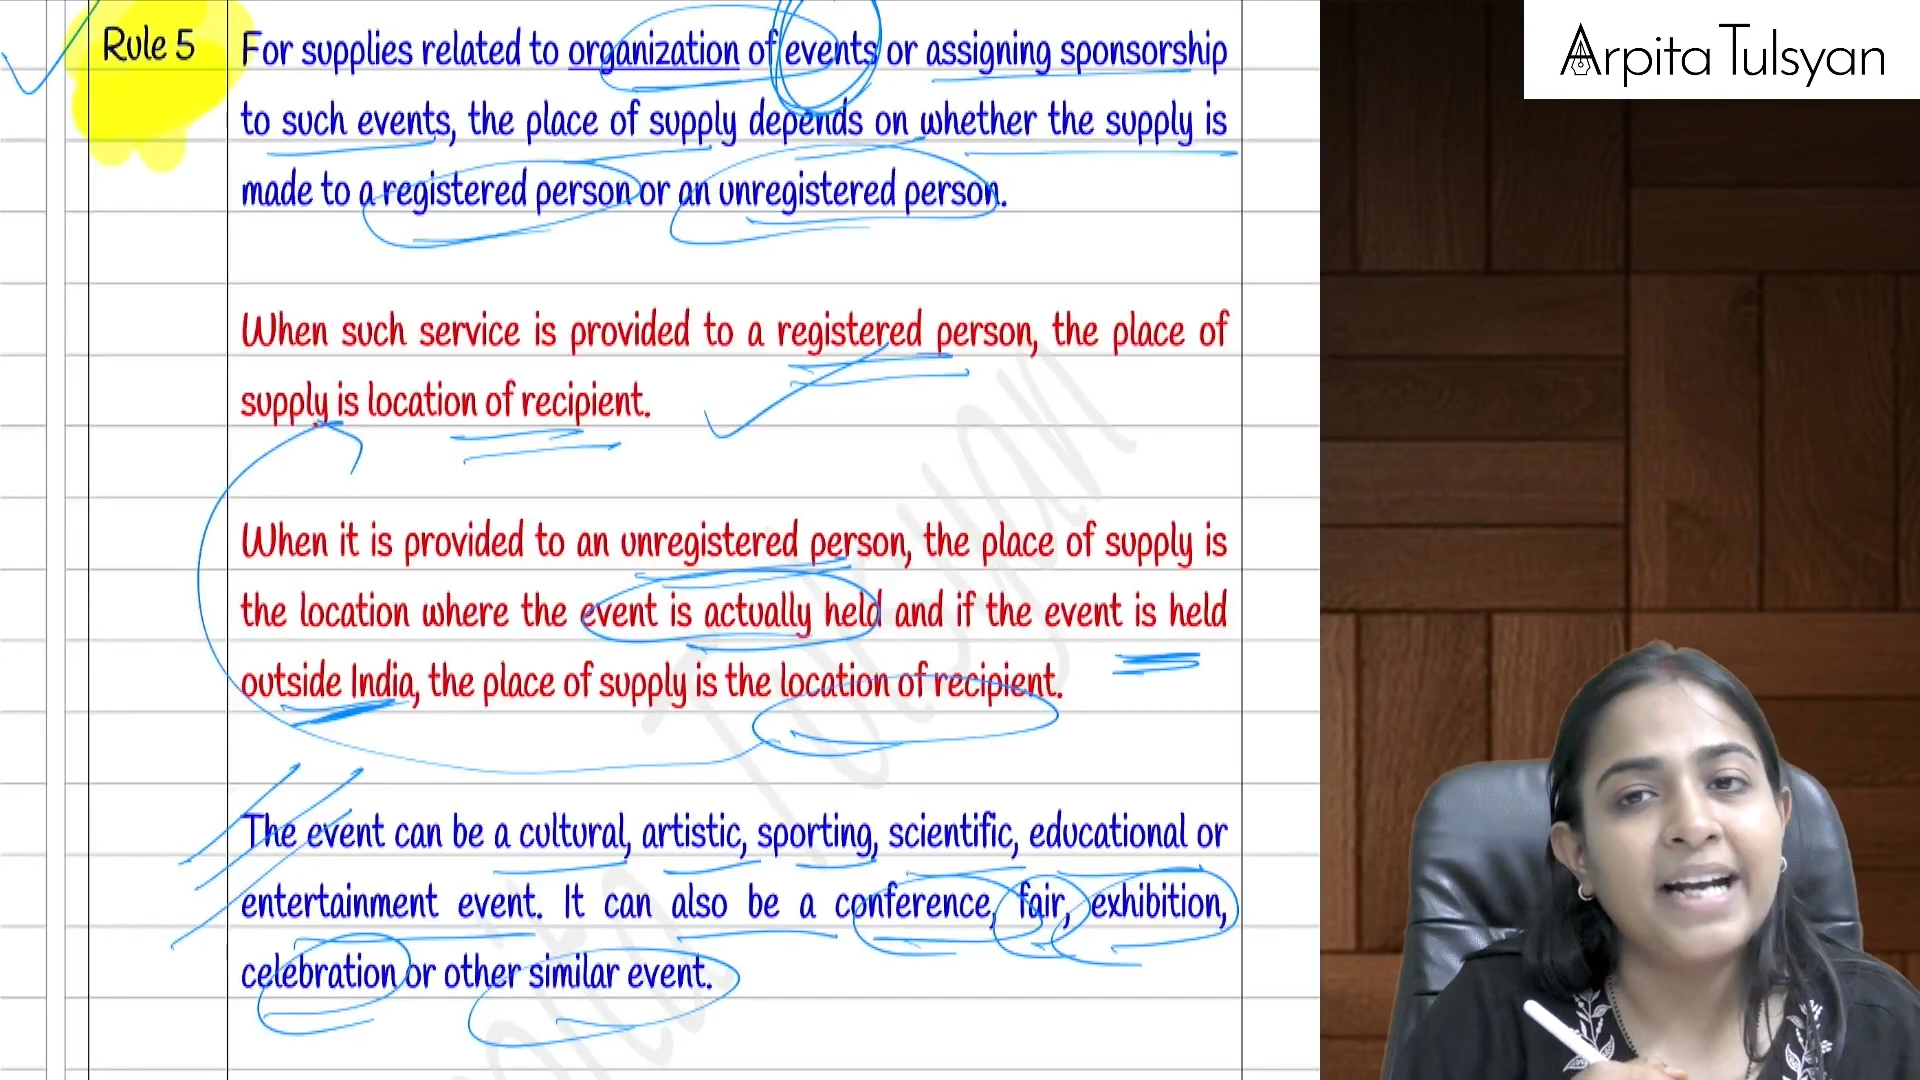 Arpita Tulsyan
Rule 5
For supplies related to organization of events or assigning sponsorship
to such events, the place of supply depends on whether the supply is
made to a registered person or an unregistered person.
When such service is provided to a registered person, the place of
supply is location of recipient.
When it is provided to an unregistered person, the place of supply is
the location where the event is actually held and if the event is held
outside India, the place of supply is the location of recipient.
The event can be a cultural, artistic, sporting, scientific, educational or
entertainment event. It can also be a conference, fair, exhibition,
celebration or other similar event.
Arpita Tulsyan